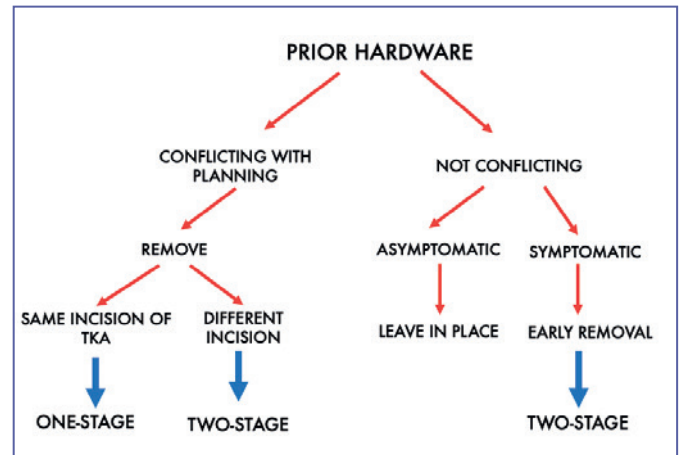 PRIOR HARDWARE
CONFLICTING WITH
PLANNING
NOT CONFLICTING
REMOVE
ASYMPTOMATIC
SYMPTOMATIC
SAME INCISION OF
TKA
DIFFERENT
INCISION
LEAVE IN PLACE
EARLY REMOVAL
ONE-STAGE
TWO-STAGE
TWO-STAGE